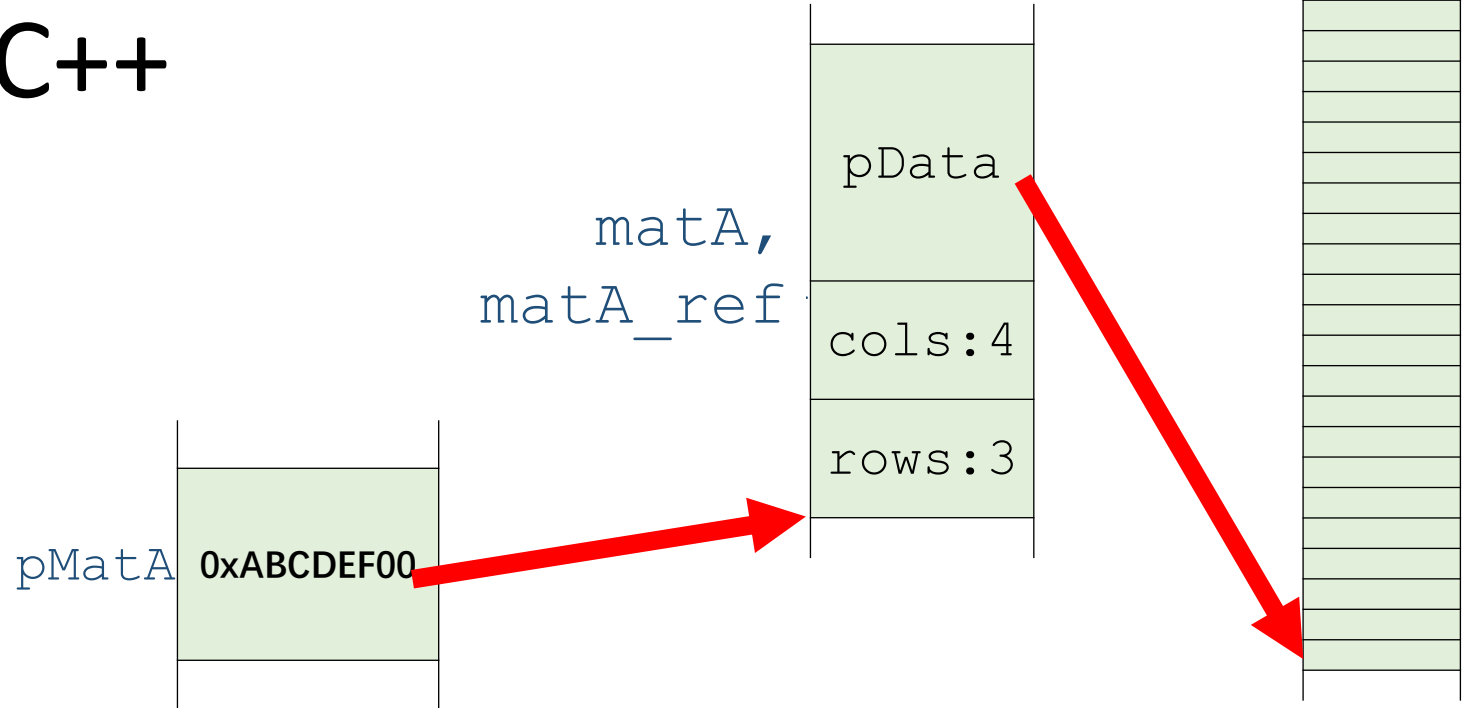 C++
pData
matA,
matA_ref
cols:4
rows:3
pMatA
0xABCDEF00